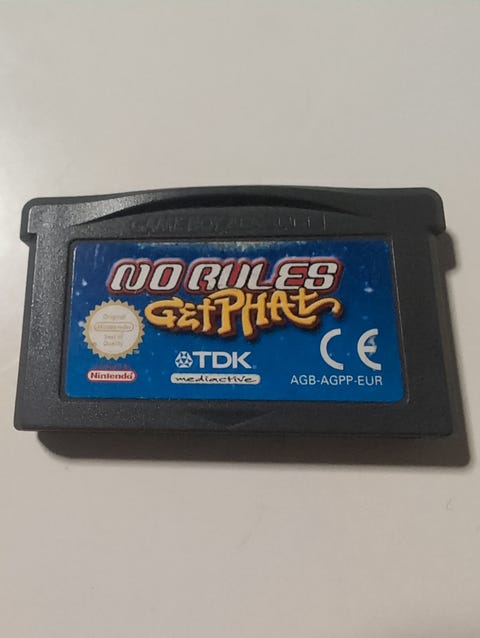 GAME BOY ADVANCE
NO RULES
GET PHAT
Original
Nintendo
Seal of
Quality
Nintendo
TDK
mediactive
CE
AGB-AGPP-EUR